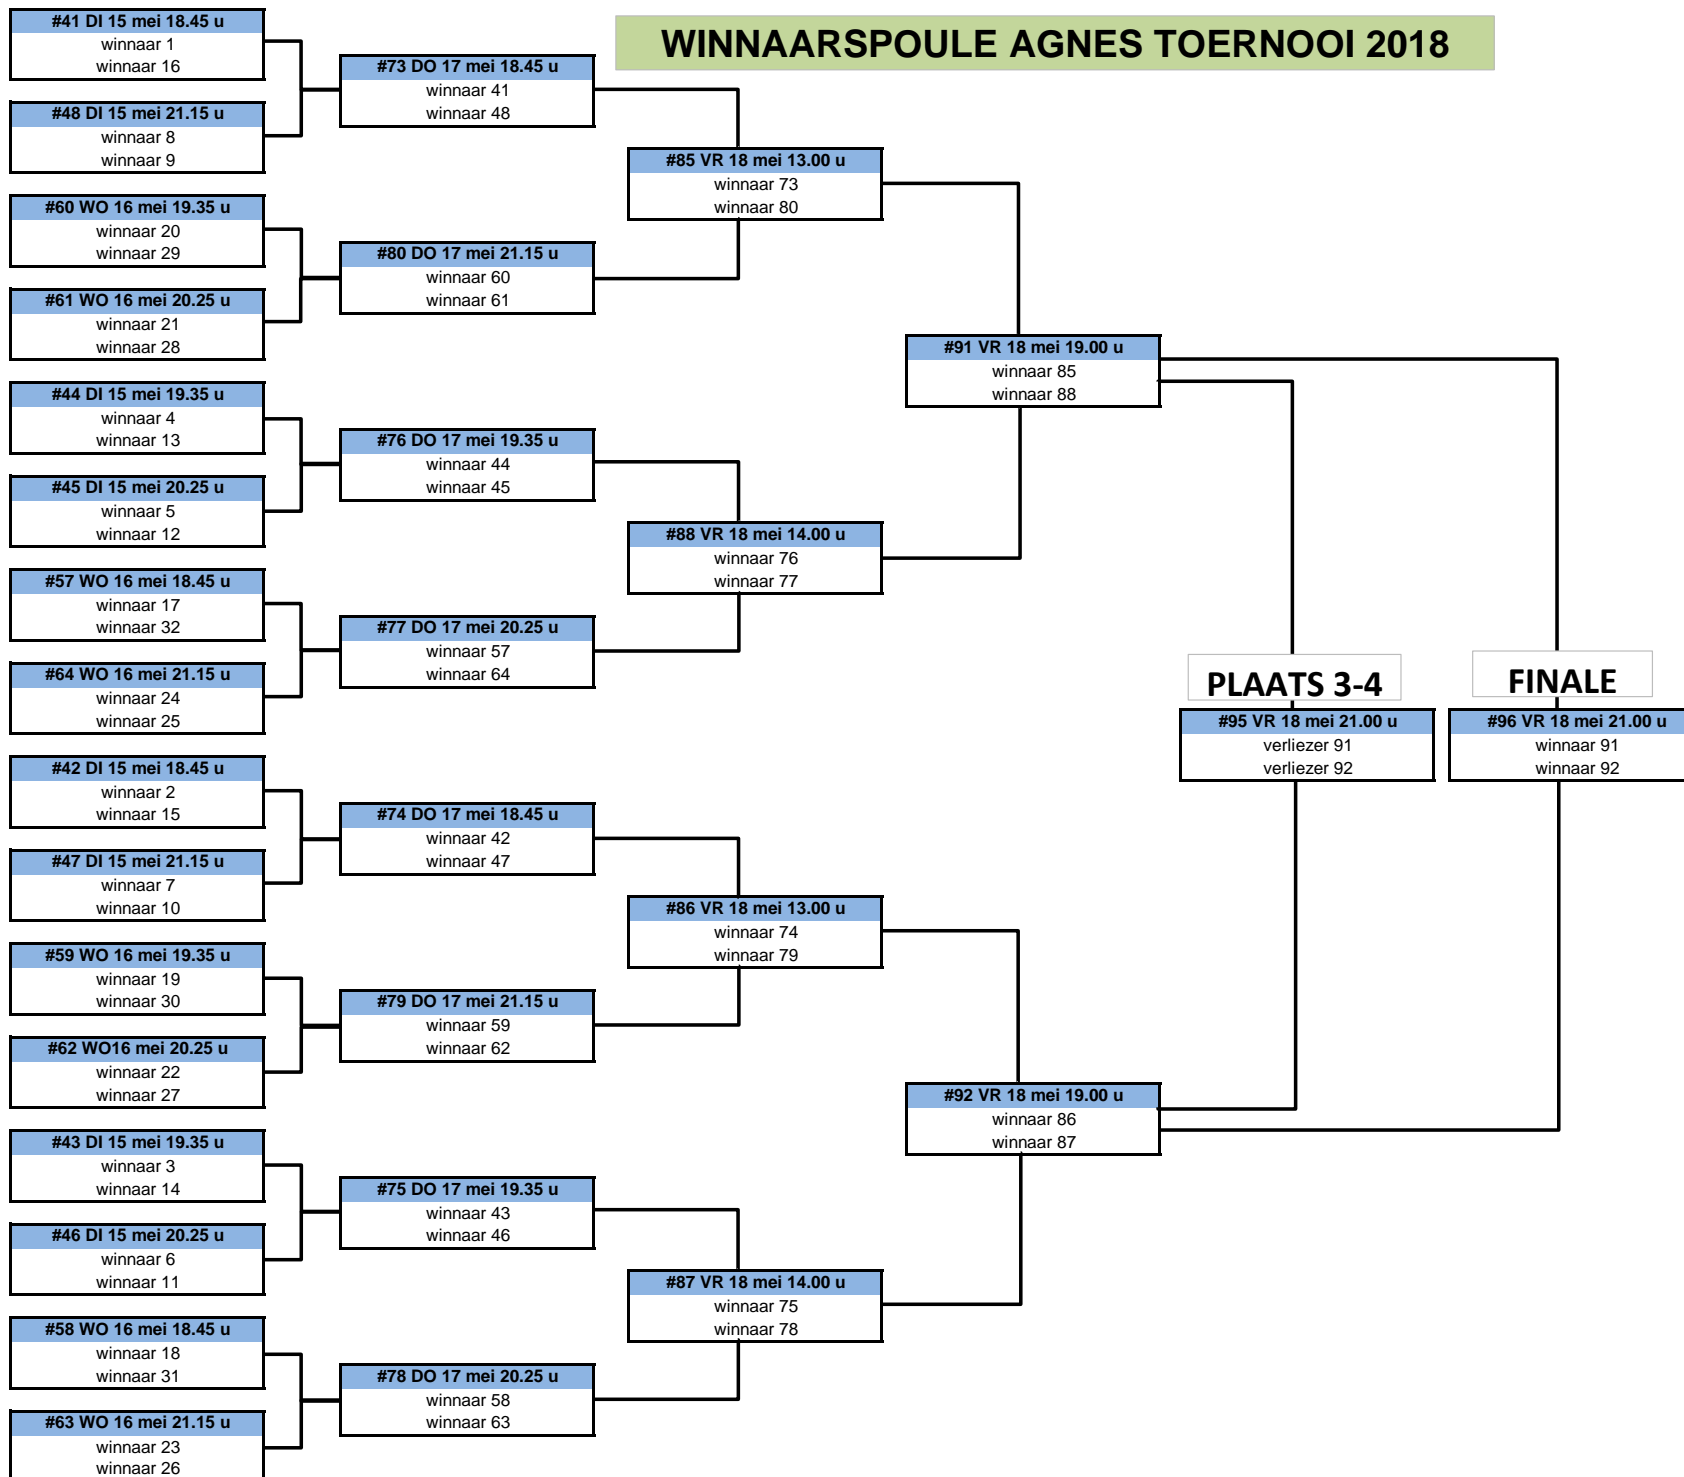 WINNAARSPOULE AGNES TOERNOOI 2018
#41 DI 15 mei 18.45 u
winnaar 1
winnaar 16
#48 DI 15 mei 21.15 u
winnaar 8
winnaar 9
#60 WO 16 mei 19.35 u
winnaar 20
winnaar 29
#61 WO 16 mei 20.25 u
winnaar 21
winnaar 28
#44 DI 15 mei 19.35 u
winnaar 4
winnaar 13
#45 DI 15 mei 20.25 u
winnaar 5
winnaar 12
#57 WO 16 mei 18.45 u
winnaar 17
winnaar 32
#64 WO 16 mei 21.15 u
winnaar 24
winnaar 25
#42 DI 15 mei 18.45 u
winnaar 2
winnaar 15
#47 DI 15 mei 21.15 u
winnaar 7
winnaar 10
#59 WO 16 mei 19.35 u
winnaar 19
winnaar 30
#62 WO16 mei 20.25 u
winnaar 22
winnaar 27
#43 DI 15 mei 19.35 u
winnaar 3
winnaar 14
#46 DI 15 mei 20.25 u
winnaar 6
winnaar 11
#58 WO 16 mei 18.45 u
winnaar 18
winnaar 31
#63 WO 16 mei 21.15 u
winnaar 23
winnaar 26
#73 DO 17 mei 18.45 u
winnaar 41
winnaar 48
#80 DO 17 mei 21.15 u
winnaar 60
winnaar 61
#76 DO 17 mei 19.35 u
winnaar 44
winnaar 45
#77 DO 17 mei 20.25 u
winnaar 57
winnaar 64
#74 DO 17 mei 18.45 u
winnaar 42
winnaar 47
#79 DO 17 mei 21.15 u
winnaar 59
winnaar 62
#75 DO 17 mei 19.35 u
winnaar 43
winnaar 46
#78 DO 17 mei 20.25 u
winnaar 58
winnaar 63
#85 VR 18 mei 13.00 u
winnaar 73
winnaar 80
#88 VR 18 mei 14.00 u
winnaar 76
winnaar 77
#86 VR 18 mei 13.00 u
winnaar 74
winnaar 79
#87 VR 18 mei 14.00 u
winnaar 75
winnaar 78
#91 VR 18 mei 19.00 u
winnaar 85
winnaar 88
#92 VR 18 mei 19.00 u
winnaar 86
winnaar 87
PLAATS 3-4
#95 VR 18 mei 21.00 u
verliezer 91
verliezer 92
FINALE
#96 VR 18 mei 21.00 u
winnaar 91
winnaar 92